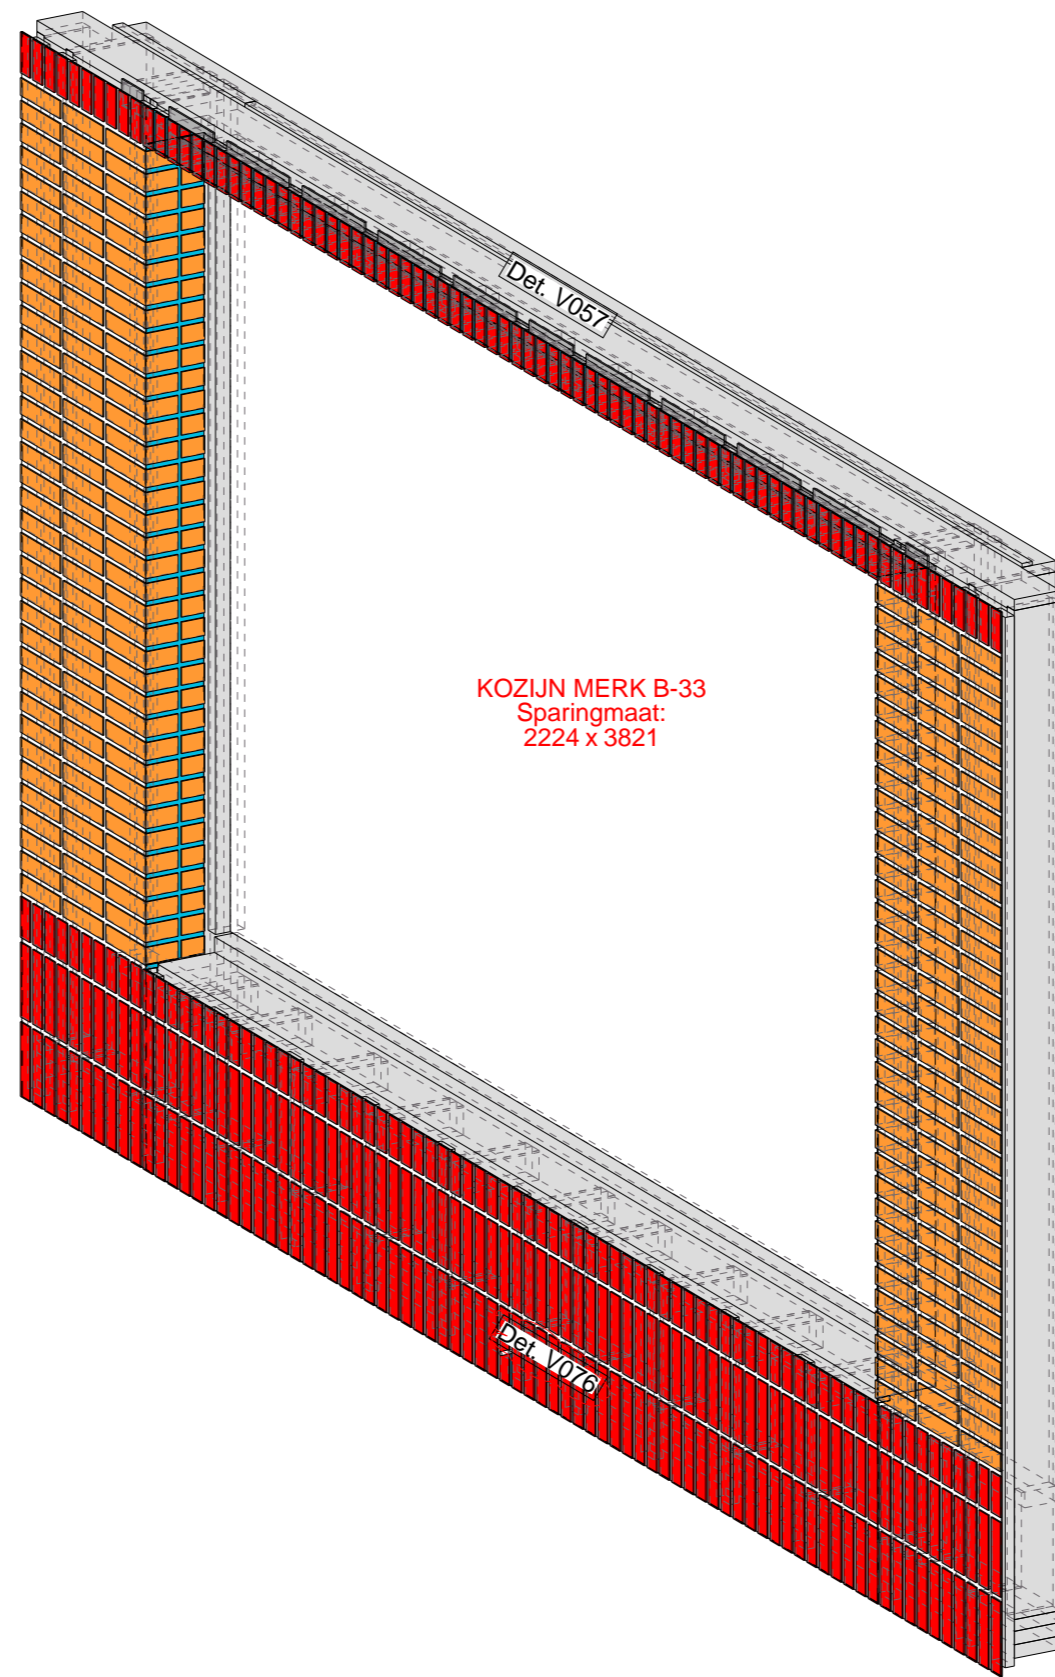 Det. V057
KOZIJN MERK B-33
Sparingmaat:
2224 x 3821
Det. V076